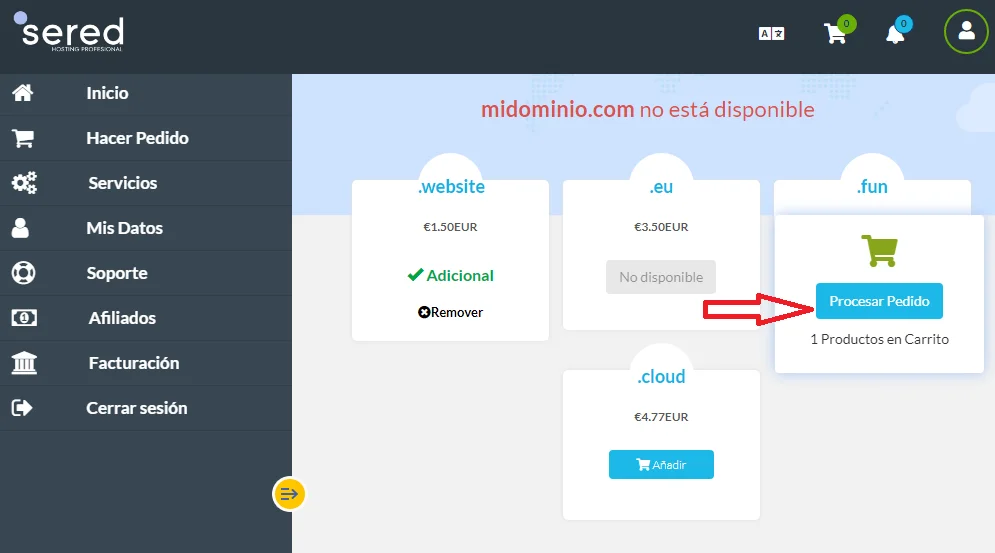 sered
HOSTING PROFESIONAL
A
0
0
Inicio
Hacer Pedido
Servicios
Mis Datos
Soporte
Afiliados
Facturación
Cerrar sesión
midominio.com no está disponible
.website
€1.50EUR
Adicional
Remover
.eu
€3.50EUR
No disponible
.fun
Procesar Pedido
1 Productos en Carrito
.cloud
€4.77EUR
Añadir